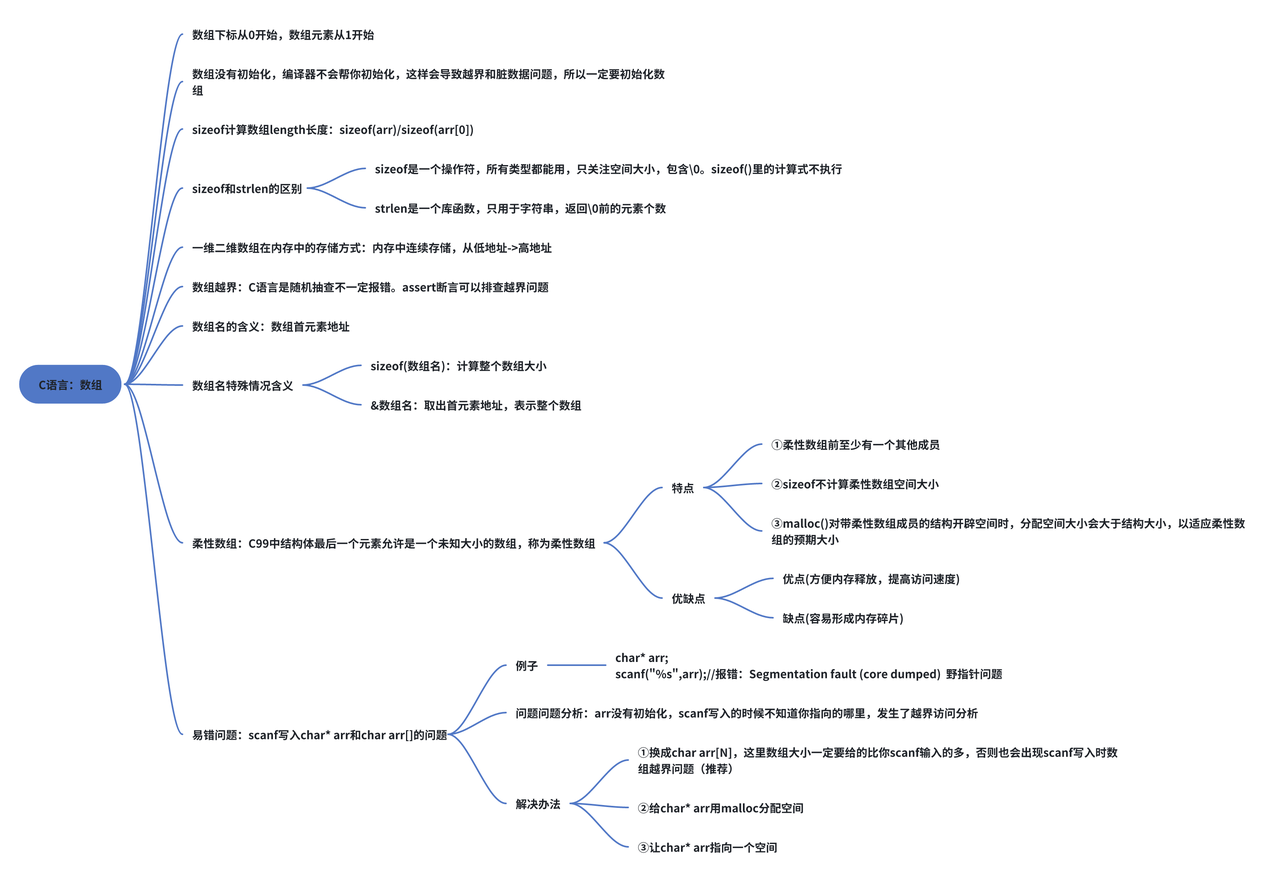 数组下标从0开始，数组元素从1开始
数组没有初始化，编译器不会帮你初始化，这样会导致越界和脏数据问题，所以一定要初始化数
组
sizeof计算数组length长度：sizeof(arr)/sizeof(arr[0])
sizeof和strlen的区别
sizeof是一个操作符，所有类型都能用，只关注空间大小，包含\0。sizeof()里的计算式不执行
strlen是一个库函数，只用于字符串，返回\0前的元素个数
一维二维数组在内存中的存储方式：内存中连续存储，从低地址->高地址
数组越界：C语言是随机抽查不一定报错。assert断言可以排查越界问题
数组名的含义：数组首元素地址
C语言：数组
数组名特殊情况含义
sizeof(数组名)：计算整个数组大小
&数组名：取出首元素地址，表示整个数组
柔性数组：C99中结构体最后一个元素允许是一个未知大小的数组，称为柔性数组
特点
①柔性数组前至少有一个其他成员
②sizeof不计算柔性数组空间大小
③malloc()对带柔性数组成员的结构开辟空间时，分配空间大小会大于结构大小，以适应柔性数
组的预期大小
优缺点
优点(方便内存释放，提高访问速度)
缺点(容易形成内存碎片)
易错问题：scanf写入char* arr和char arr[]的问题
例子
char* arr;
scanf("%s",arr);//报错：Segmentation fault (core dumped) 野指针问题
问题问题分析：arr没有初始化，scanf写入的时候不知道你指向的哪里，发生了越界访问分析
解决办法
①换成char arr[N]，这里数组大小一定要给的比你scanf输入的多，否则也会出现scanf写入时数
组越界问题（推荐）
②给char* arr用malloc分配空间
③让char* arr指向一个空间